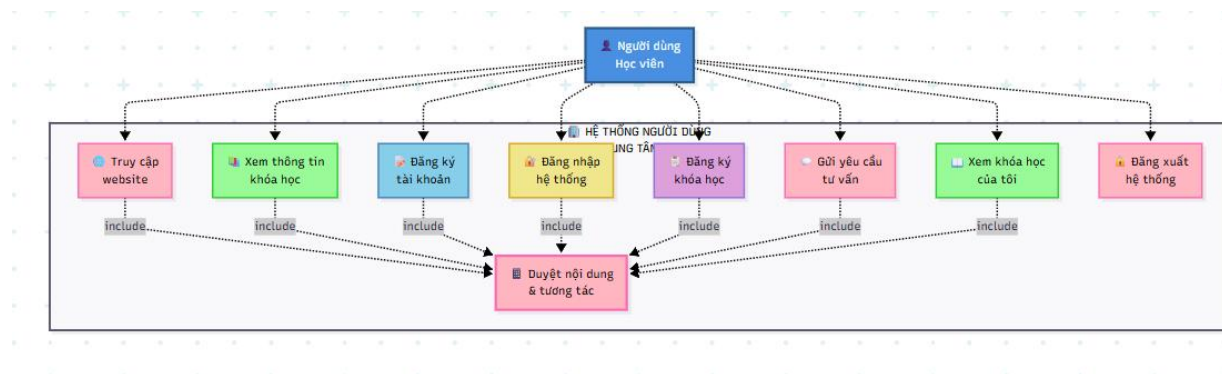 Người dùng
Học viên
HỆ THỐNG NGƯỜI DÙNG
UNG TÂM
Truy cập
website
Xem thông tin
khóa học
Đăng ký
tài khoản
Đăng nhập
hệ thống
Đăng ký
khóa học
Gửi yêu cầu
tư vấn
Xem khóa học
của tôi
Đăng xuất
hệ thống
include
include
include
include
include
include
include
Duyệt nội dung
& tương tác